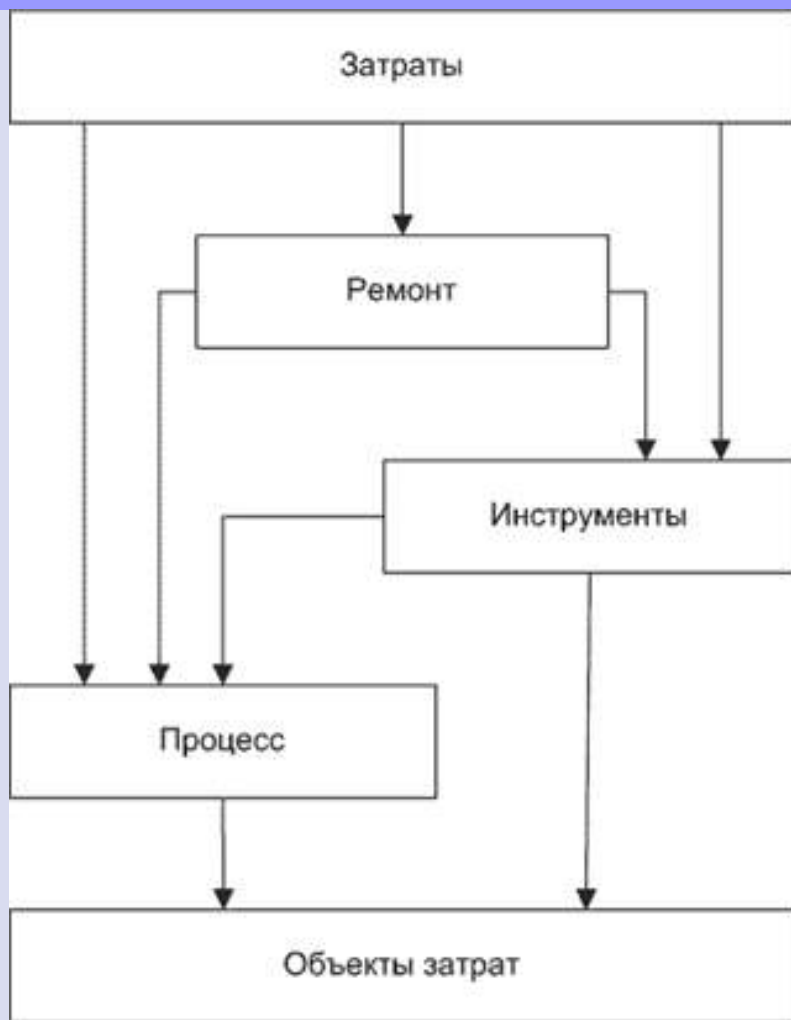 Затраты
Ремонт
Инструменты
Процесс
Объекты затрат